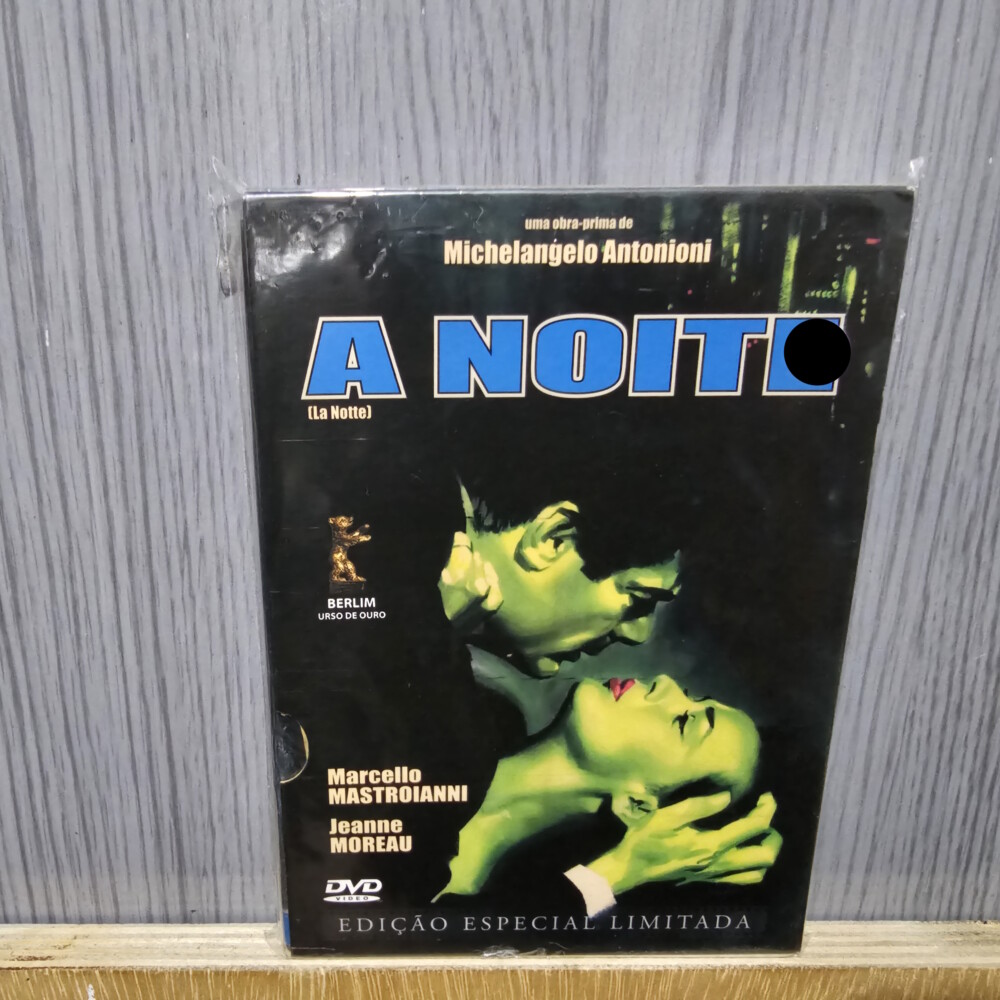 uma obra-prima de
Michelangelo Antonioni
A NOITE
(La Notte)
BERLIM
URSO DE OURO
Marcello
MASTROIANNI
Jeanne
MOREAU
DVD
VIDEO
EDIÇÃO ESPECIAL LIMITADA